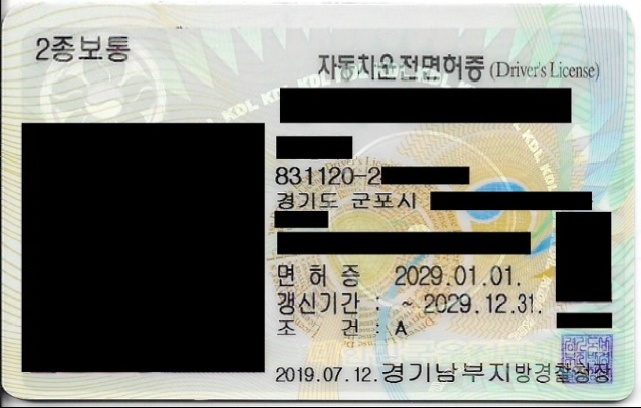 2종보통
자동차운전면허증 (Driver's License)
831120-2
경기도 군포시
면 허 증 2029.01.01.
갱신기간 : ~ 2029.12.31.
조 건 : A
2019.07.12. 경기남부지방경찰청장